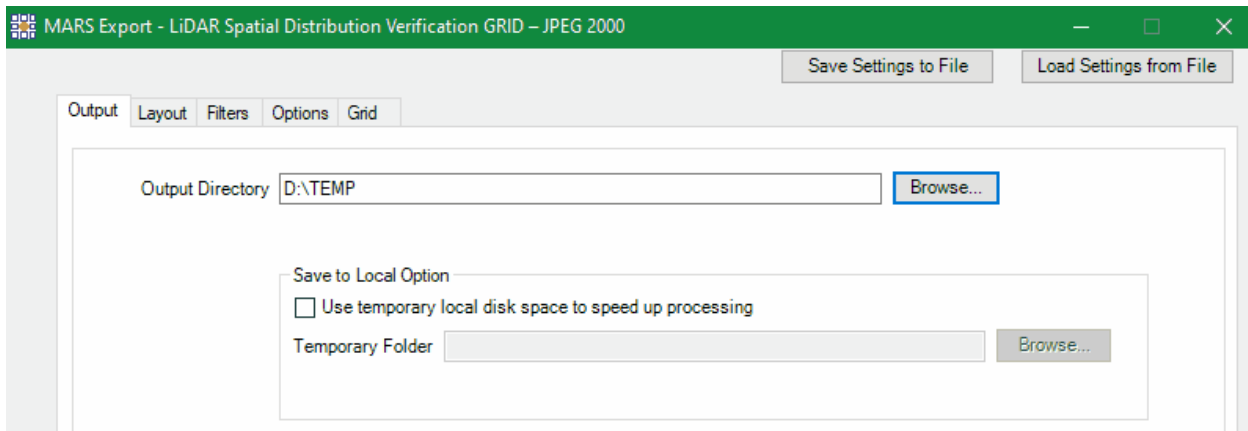 MARS Export - LiDAR Spatial Distribution Verification GRID – JPEG 2000
Save Settings to File Load Settings from File
Output Layout Filters Options Grid
Output Directory D:\TEMP Browse...
Save to Local Option
Use temporary local disk space to speed up processing
Temporary Folder Browse...